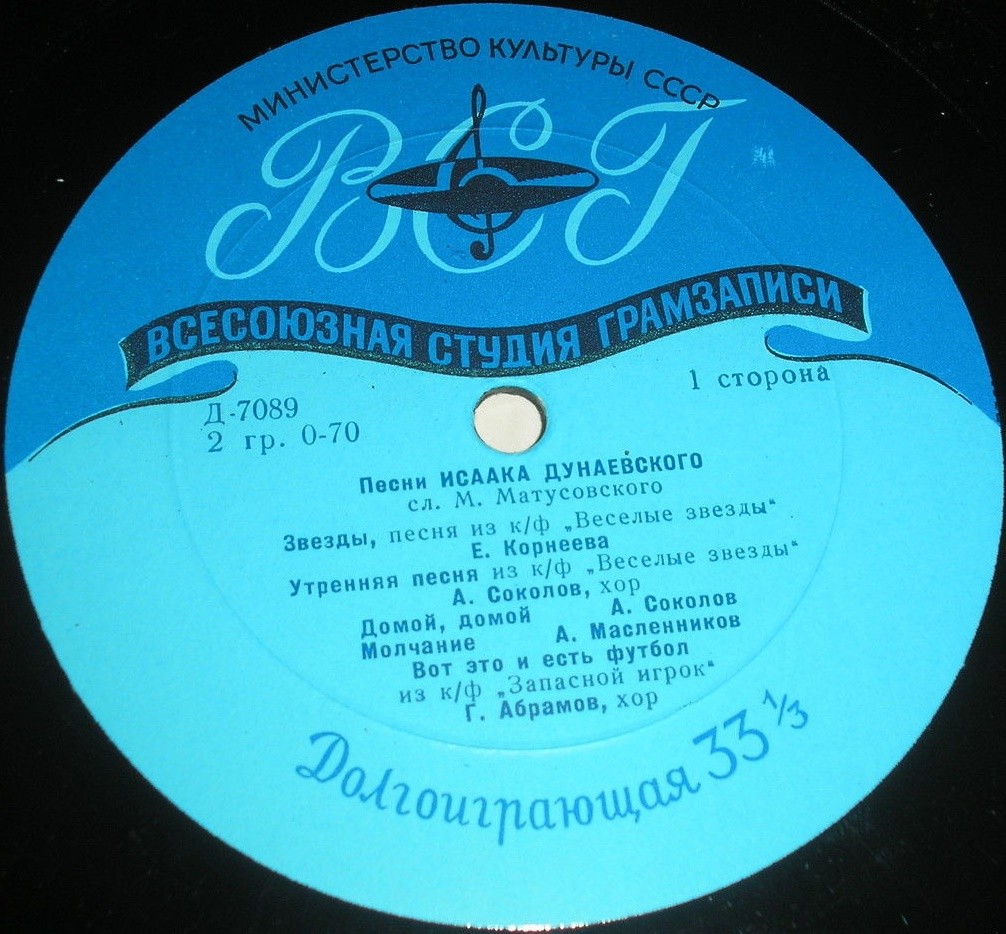 МИНИСТЕРСТВО КУЛЬТУРЫ СССР
ВСГ
ВСЕСОЮЗНАЯ СТУДИЯ ГРАМЗАПИСИ
Д-7089
2 гр. 0-70
1 сторона
Песни ИСААКА ДУНАЕВСКОГО
сл. М. Матусовского
Звезды, песня из к/ф „Веселые звезды“
Е. Корнеева
Утренняя песня из к/ф „Веселые звезды“
А. Соколов, хор
Домой, домой А. Соколов
Молчание А. Масленников
Вот это и есть футбол
из к/ф „Запасной игрок“
Г. Абрамов, хор
Долгоиграющая 33 1/3